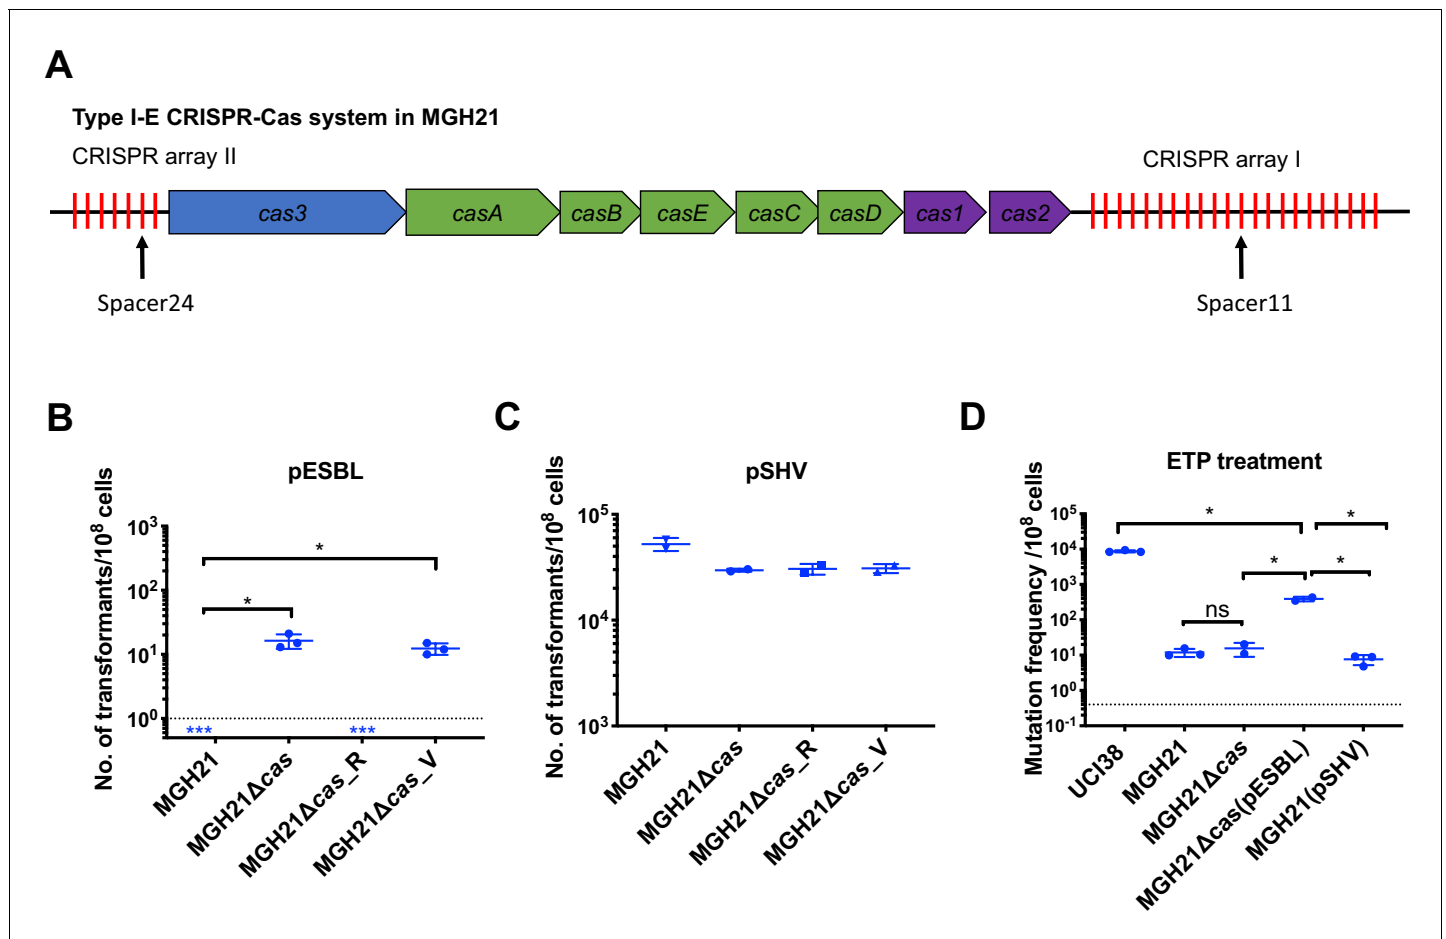 A
Type I-E CRISPR-Cas system in MGH21
CRISPR array II
CRISPR array I
cas3
casA
casB
casE
casC
casD
cas1
cas2
Spacer24
Spacer11
B
pESBL
No. of transformants/10⁸ cells
10³
10²
10¹
10⁰
*
*
***
***
MGH21
MGH21Δcas
MGH21Δcas_R
MGH21Δcas_V
C
pSHV
No. of transformants/10⁸ cells
10⁵
10⁴
10³
MGH21
MGH21Δcas
MGH21Δcas_R
MGH21Δcas_V
D
ETP treatment
Mutation frequency /10⁸ cells
10⁵
10⁴
10³
10²
10¹
10⁰
10⁻¹
*
*
*
*
ns
UCI38
MGH21
MGH21Δcas
MGH21Δcas(pESBL)
MGH21(pSHV)